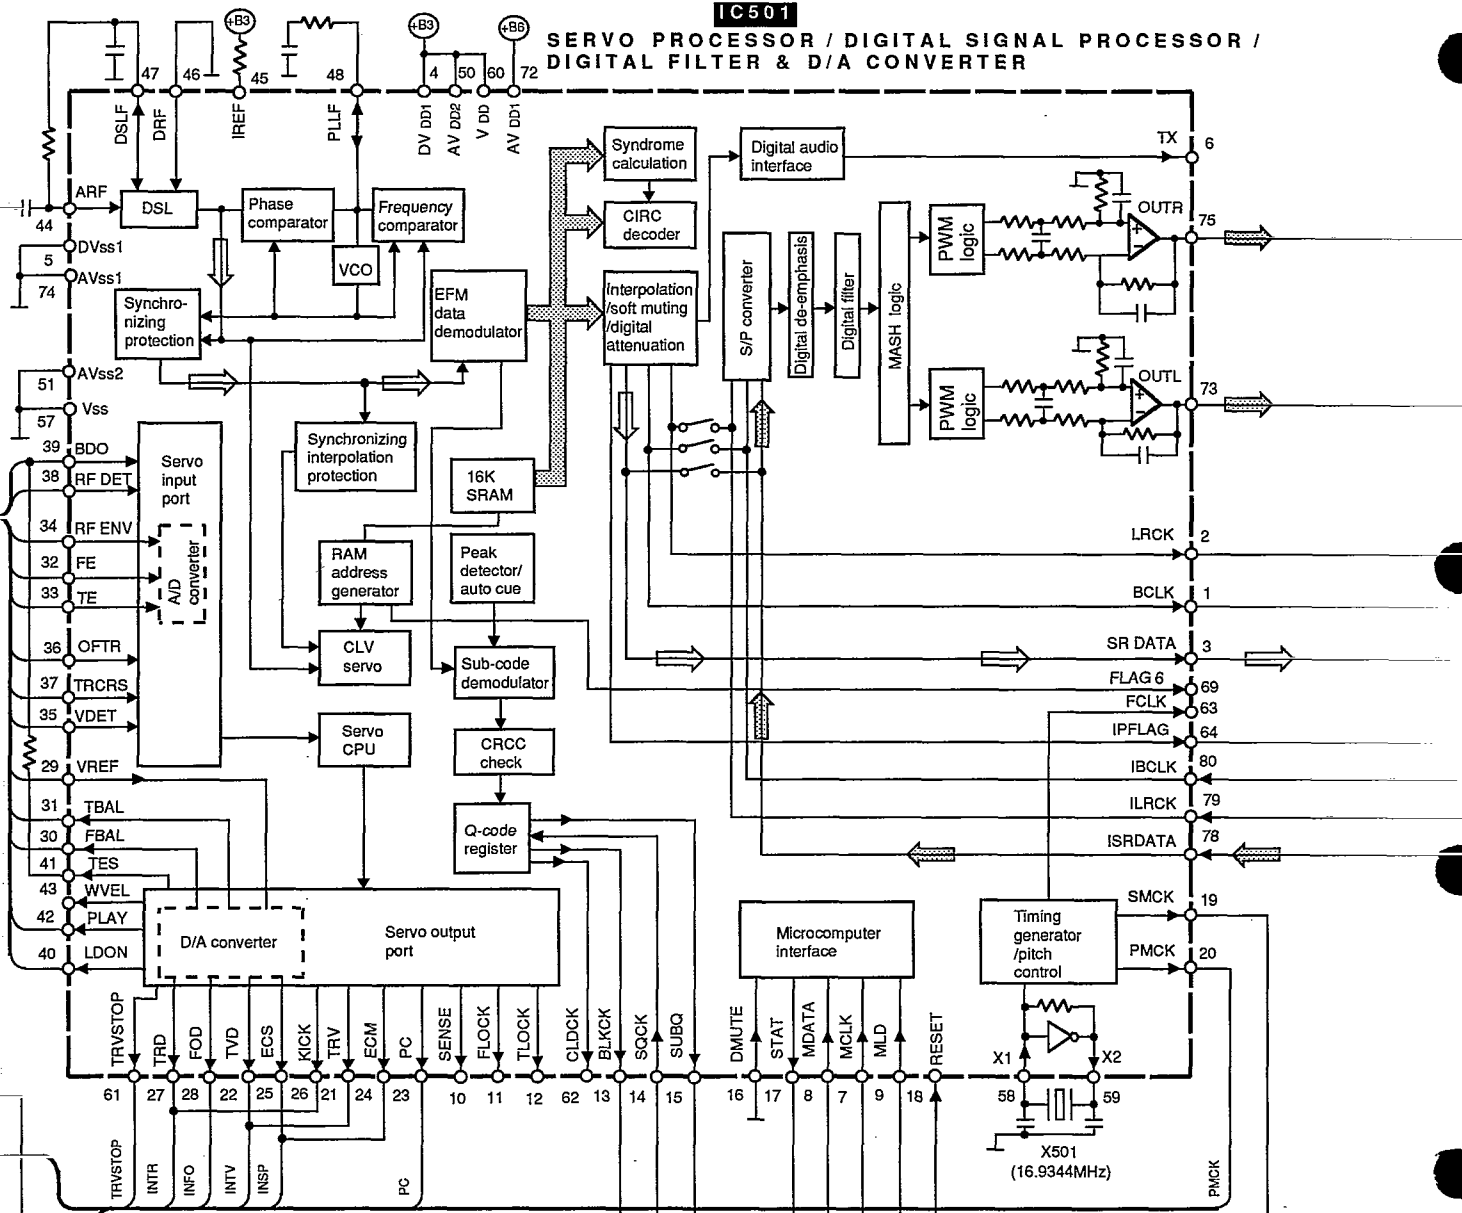 IC501
SERVO PROCESSOR / DIGITAL SIGNAL PROCESSOR /
DIGITAL FILTER & D/A CONVERTER
+B3
+B3
+B6
47
46
45
48
4
50
60
72
DSLF
DRF
IREF
PLLF
DV DD1
AV DD2
V DD
AV DD1
ARF
44
DVss1
5
AVss1
74
AVss2
51
Vss
57
39
BDO
38
RF DET
34
RF ENV
32
FE
33
TE
36
OFTR
37
TRCRS
35
VDET
29
VREF
31
TBAL
30
FBAL
41
TES
43
WVEL
42
PLAY
40
LDON
DSL
Phase
comparator
Frequency
comparator
VCO
Synchro-
nizing
protection
EFM
data
demodulator
Syndrome
calculation
CIRC
decoder
Digital audio
interface
Interpolation
/soft muting
/digital
attenuation
S/P converter
Digital de-emphasis
Digital filter
MASH logic
PWM
logic
PWM
logic
+
−
+
−
OUTR
OUTL
Servo
input
port
A/D
converter
Synchronizing
interpolation
protection
16K
SRAM
RAM
address
generator
Peak
detector/
auto cue
CLV
servo
Sub-code
demodulator
Servo
CPU
CRCC
check
Q-code
register
D/A converter
Servo output
port
Microcomputer
interface
Timing
generator
/pitch
control
TX
6
75
73
LRCK
2
BCLK
1
SR DATA
3
FLAG 6
69
FCLK
63
IPFLAG
64
IBCLK
80
ILRCK
79
ISRDATA
78
SMCK
19
PMCK
20
TRVSTOP
TRD
FOD
TVD
ECS
KICK
TRV
ECM
PC
SENSE
FLOCK
TLOCK
CLDCK
BLKCK
SQCK
SUBQ
DMUTE
STAT
MDATA
MCLK
MLD
RESET
X1
X2
61
27
28
22
25
26
21
24
23
10
11
12
62
13
14
15
16
17
8
7
9
18
58
59
X501
(16.9344MHz)
TRVSTOP
INTR
INFO
INTV
INSP
PC
PMCK